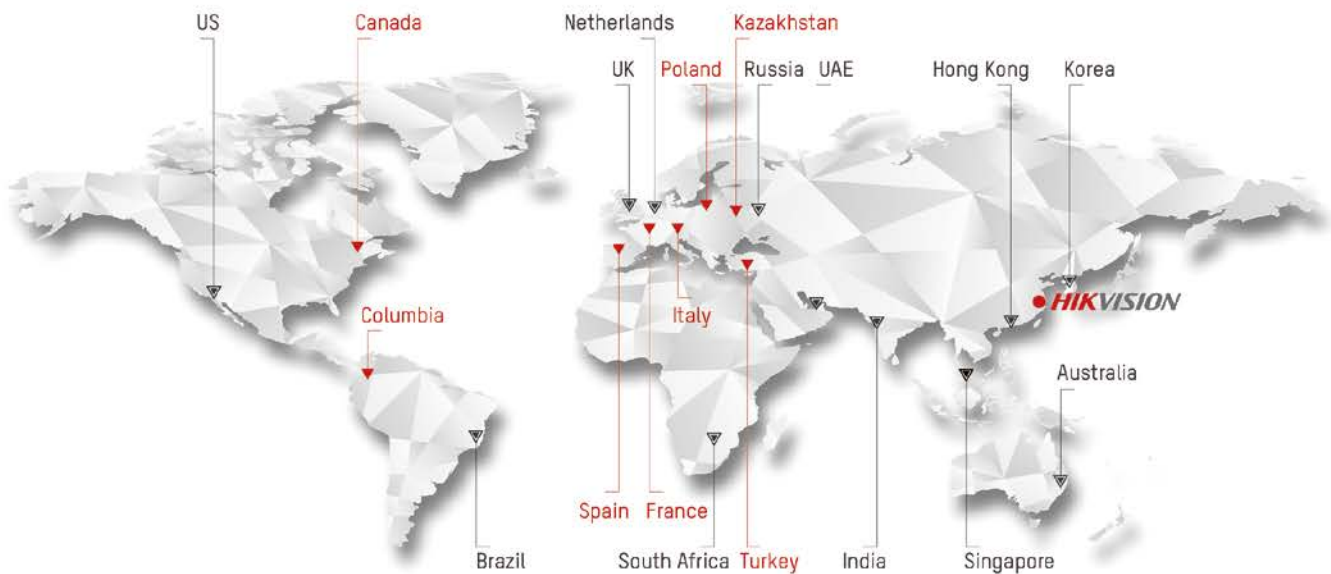 US
Canada
Netherlands
Kazakhstan
UK
Poland
Russia
UAE
Hong Kong
Korea
HIKVISION
Columbia
Italy
Australia
Spain
France
Brazil
South Africa
Turkey
India
Singapore